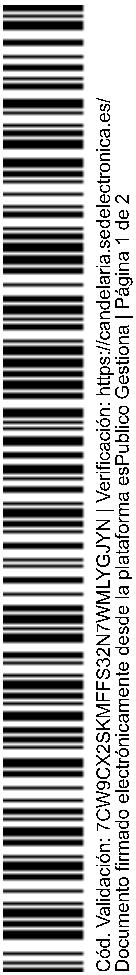 Cód. Validación: 7CW9CX2SKMFFS32N7WMLYGJYN | Verificación: https://candelaria.sedelectronica.es/
Documento firmado electrónicamente desde la plataforma esPublico Gestiona | Página 1 de 2